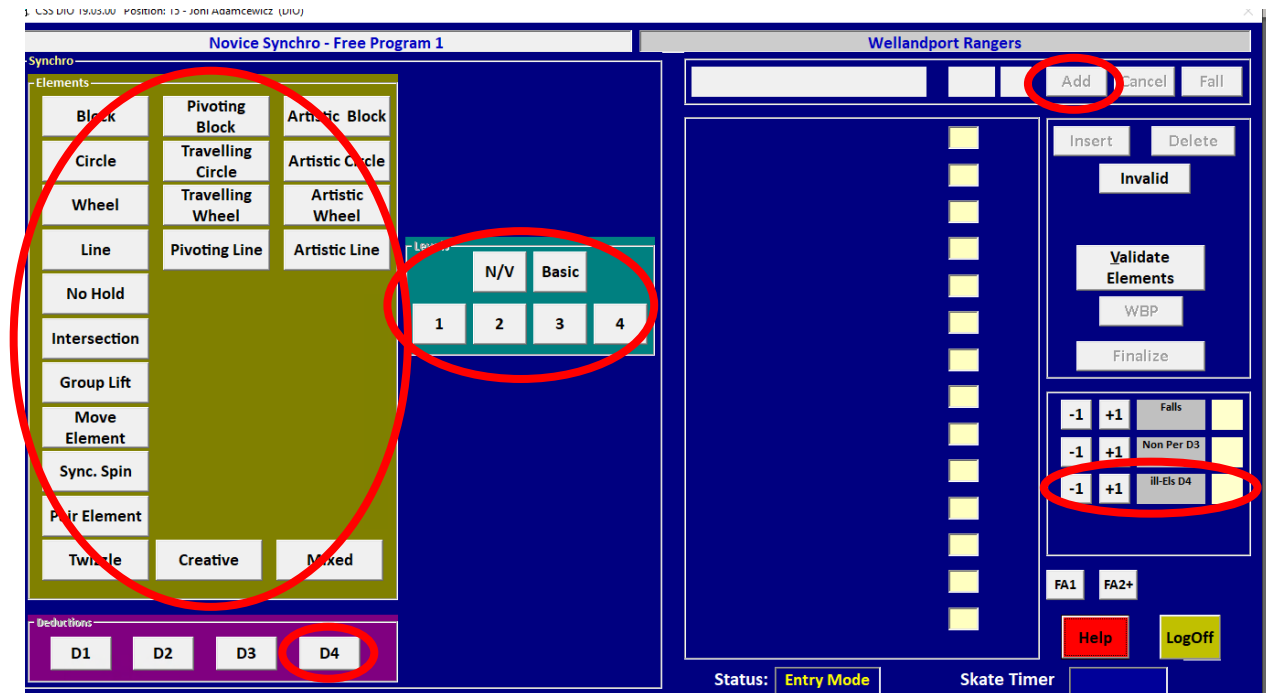 CSS DIO 19.03.00 Position: 15 - Joni Adamcewicz (DIO)
Novice Synchro - Free Program 1
Wellandport Rangers
Synchro
Elements
Block
Pivoting
Block
Artistic Block
Circle
Travelling
Circle
Artistic Circle
Wheel
Travelling
Wheel
Artistic
Wheel
Line
Pivoting Line
Artistic Line
No Hold
Intersection
Group Lift
Move
Element
Sync. Spin
Pair Element
Twizzle
Creative
Mixed
Levels
N/V
Basic
1
2
3
4
Deductions
D1
D2
D3
D4
Add
Cancel
Fall
Insert
Delete
Invalid
Validate
Elements
WBP
Finalize
-1
+1
Falls
-1
+1
Non Per D3
-1
+1
ill-Els D4
FA1
FA2+
Help
LogOff
Status: Entry Mode
Skate Timer